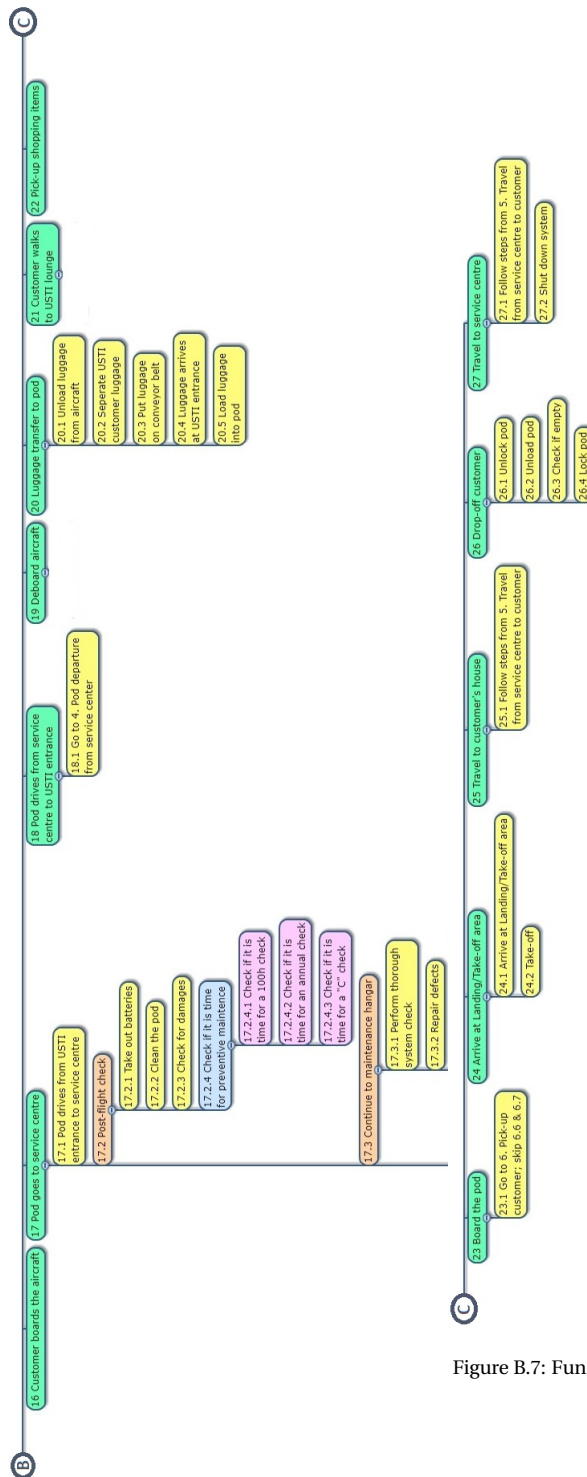 B
16 Customer boards the aircraft
17 Pod goes to service centre
17.1 Pod drives from USTI
entrance to service centre
17.2 Post-flight check
17.2.1 Take out batteries
17.2.2 Clean the pod
17.2.3 Check for damages
17.2.4 Check if it is time
for preventive maintence
17.2.4.1 Check if it is
time for a 100h check
17.2.4.2 Check if it is
time for an annual check
17.2.4.3 Check if it is
time for a "C" check
17.3 Continue to maintenance hangar
17.3.1 Perform thorough
system check
17.3.2 Repair defects
18 Pod drives from service
centre to USTI entrance
18.1 Go to 4. Pod departure
from service center
19 Deboard aircraft
20 Luggage transfer to pod
20.1 Unload luggage
from aircraft
20.2 Seperate USTI
customer luggage
20.3 Put luggage
on conveyor belt
20.4 Luggage arrives
at USTI entrance
20.5 Load luggage
into pod
21 Customer walks
to USTI lounge
22 Pick-up shopping items
C
C
23 Board the pod
23.1 Go to 6. Pick-up
customer; skip 6.6 & 6.7
24 Arrive at Landing/Take-off area
24.1 Arrive at Landing/Take-off area
24.2 Take-off
25 Travel to customer's house
25.1 Follow steps from 5. Travel
from service centre to customer
26 Drop-off customer
26.1 Unlock pod
26.2 Unload pod
26.3 Check if empty
26.4 Lock pod
27 Travel to service centre
27.1 Follow steps from 5. Travel
from service centre to customer
27.2 Shut down system
Figure B.7: Fun